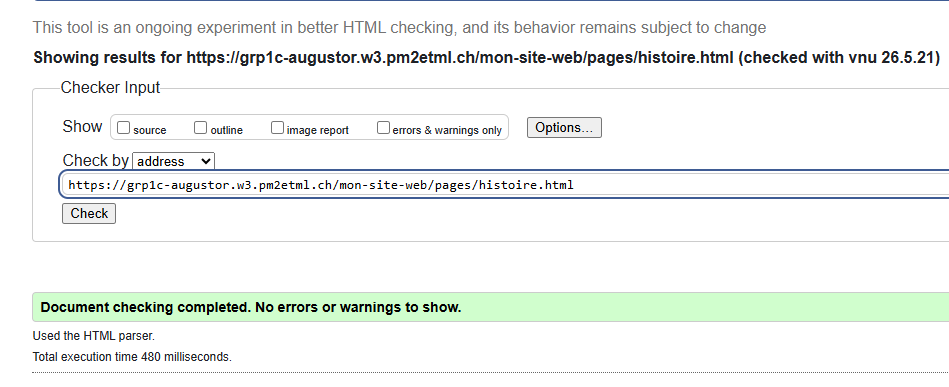 This tool is an ongoing experiment in better HTML checking, and its behavior remains subject to change
Showing results for https://grp1c-augustor.w3.pm2etml.ch/mon-site-web/pages/histoire.html (checked with vnu 26.5.21)
Checker Input
Show source outline image report errors & warnings only Options...
Check by address
https://grp1c-augustor.w3.pm2etml.ch/mon-site-web/pages/histoire.html
Check
Document checking completed. No errors or warnings to show.
Used the HTML parser.
Total execution time 480 milliseconds.